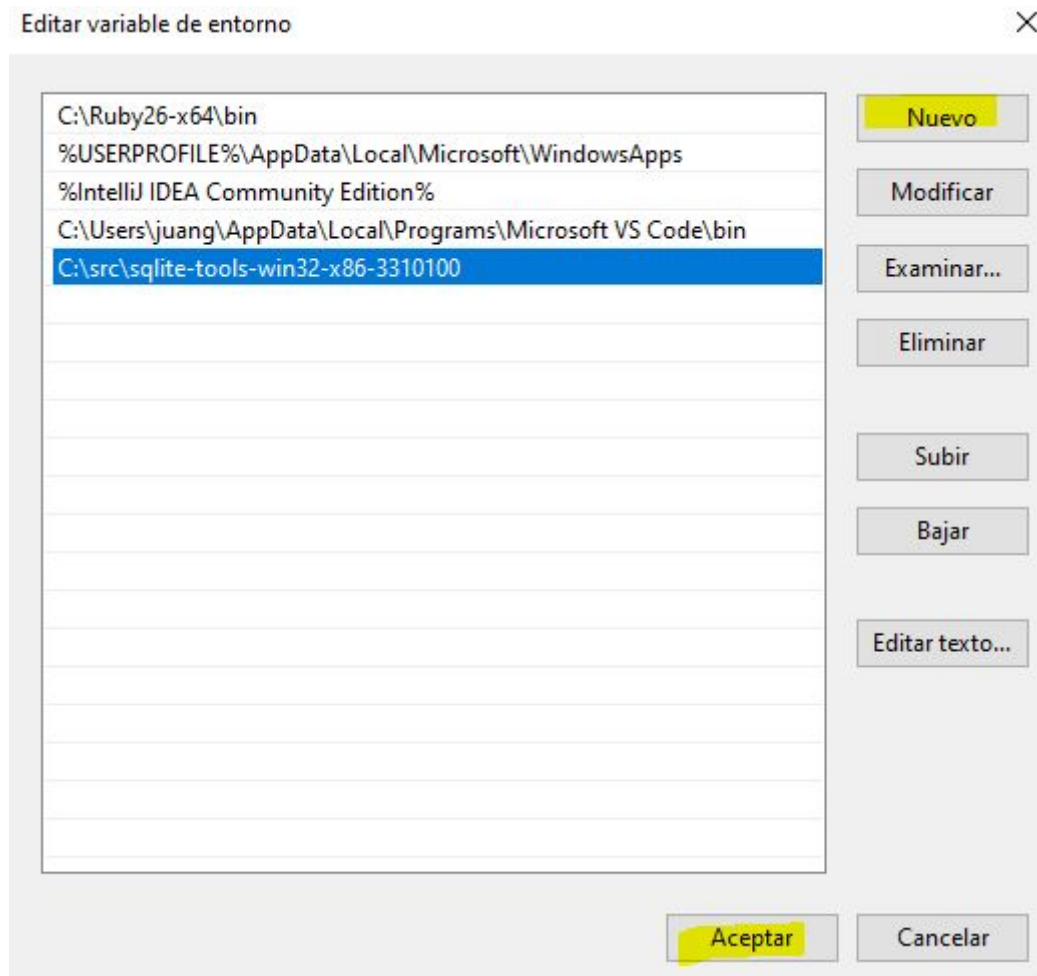 Editar variable de entorno
C:\Ruby26-x64\bin
%USERPROFILE%\AppData\Local\Microsoft\WindowsApps
%IntelliJ IDEA Community Edition%
C:\Users\juang\AppData\Local\Programs\Microsoft VS Code\bin
C:\src\sqlite-tools-win32-x86-3310100
Nuevo
Modificar
Examinar...
Eliminar
Subir
Bajar
Editar texto...
Aceptar
Cancelar